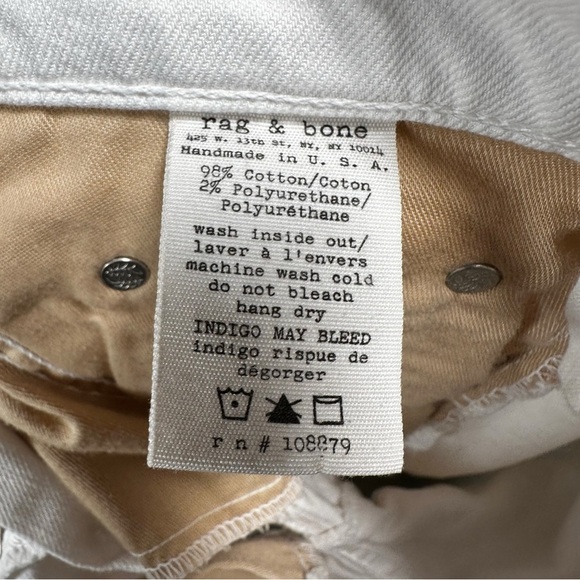 rag & bone
425 W. 13th St, NY, NY 10014
Handmade in U. S. A.
98% Cotton/Coton
2% Polyurethane/
Polyuréthane
wash inside out/
laver à l'envers
machine wash cold
do not bleach
hang dry
INDIGO MAY BLEED
indigo rispue de
dégorger
r n # 108879